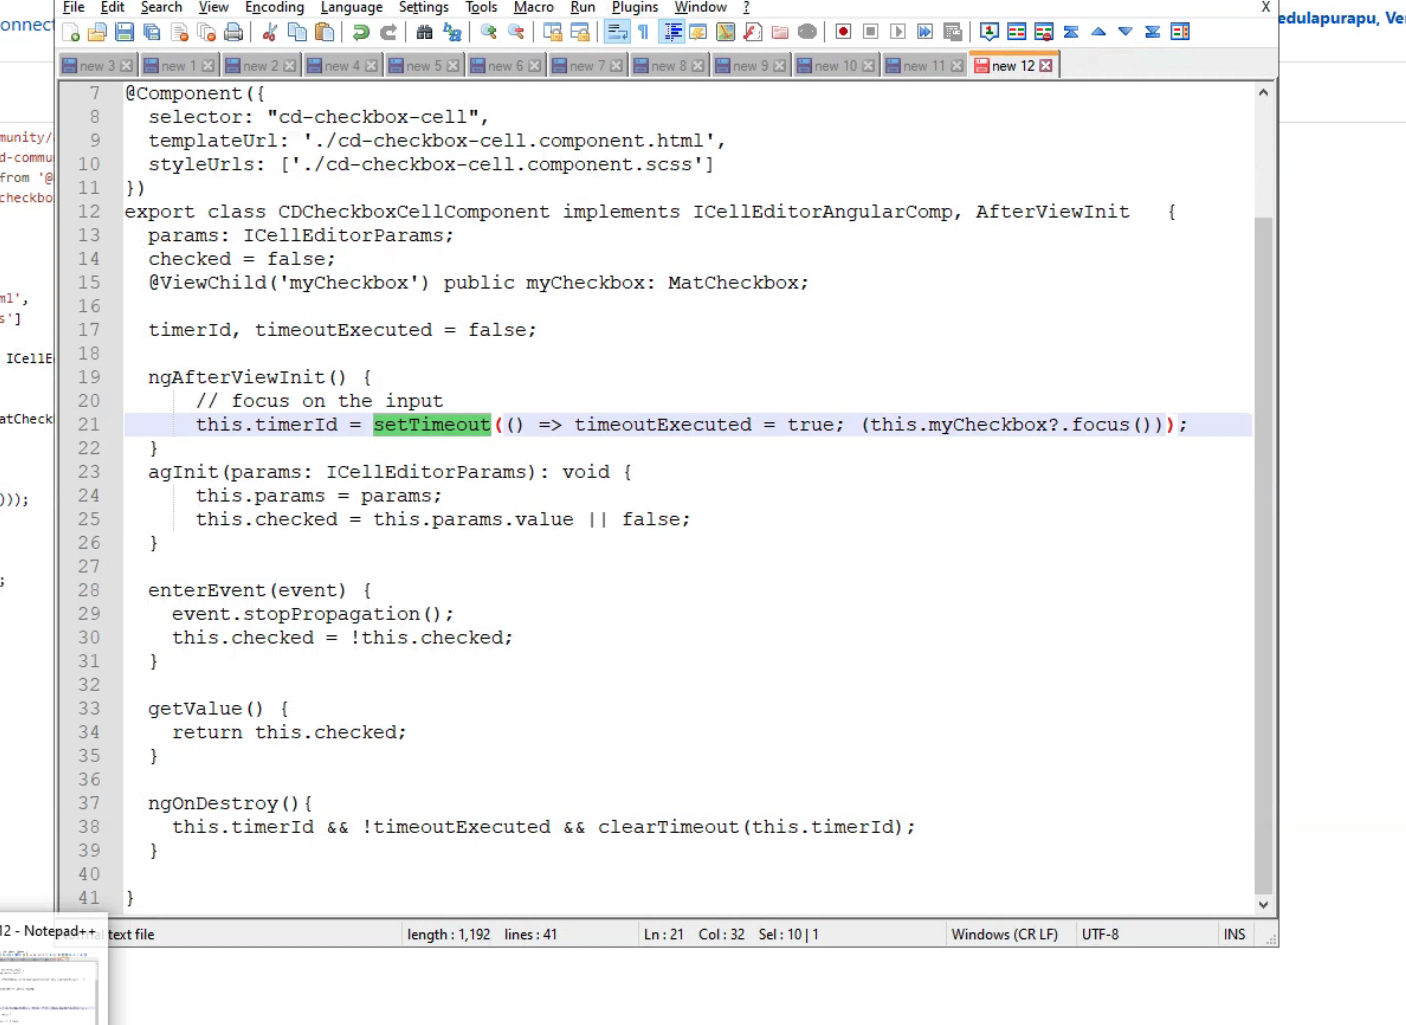 File Edit Search View Encoding Language Settings Tools Macro Run Plugins Window ? X
onnect
edulapurapu, Ver
new 3 new 1 new 2 new 4 new 5 new 6 new 7 new 8 new 9 new 10 new 11 new 12
7 @Component({
8 selector: "cd-checkbox-cell",
9 templateUrl: './cd-checkbox-cell.component.html',
10 styleUrls: ['./cd-checkbox-cell.component.scss']
11 })
12 export class CDCheckboxCellComponent implements ICellEditorAngularComp, AfterViewInit {
13 params: ICellEditorParams;
14 checked = false;
15 @ViewChild('myCheckbox') public myCheckbox: MatCheckbox;
16
17 timerId, timeoutExecuted = false;
18
19 ngAfterViewInit() {
20 // focus on the input
21 this.timerId = setTimeout(() => timeoutExecuted = true; (this.myCheckbox?.focus()));
22 }
23 agInit(params: ICellEditorParams): void {
24 this.params = params;
25 this.checked = this.params.value || false;
26 }
27
28 enterEvent(event) {
29 event.stopPropagation();
30 this.checked = !this.checked;
31 }
32
33 getValue() {
34 return this.checked;
35 }
36
37 ngOnDestroy(){
38 this.timerId && !timeoutExecuted && clearTimeout(this.timerId);
39 }
40
41 }
munity/
d-commu
from '@
checkbo
ml',
s']
ICellE
atCheck
()));
;
12 - Notepad++
text file length : 1,192 lines : 41 Ln : 21 Col : 32 Sel : 10 | 1 Windows (CR LF) UTF-8 INS